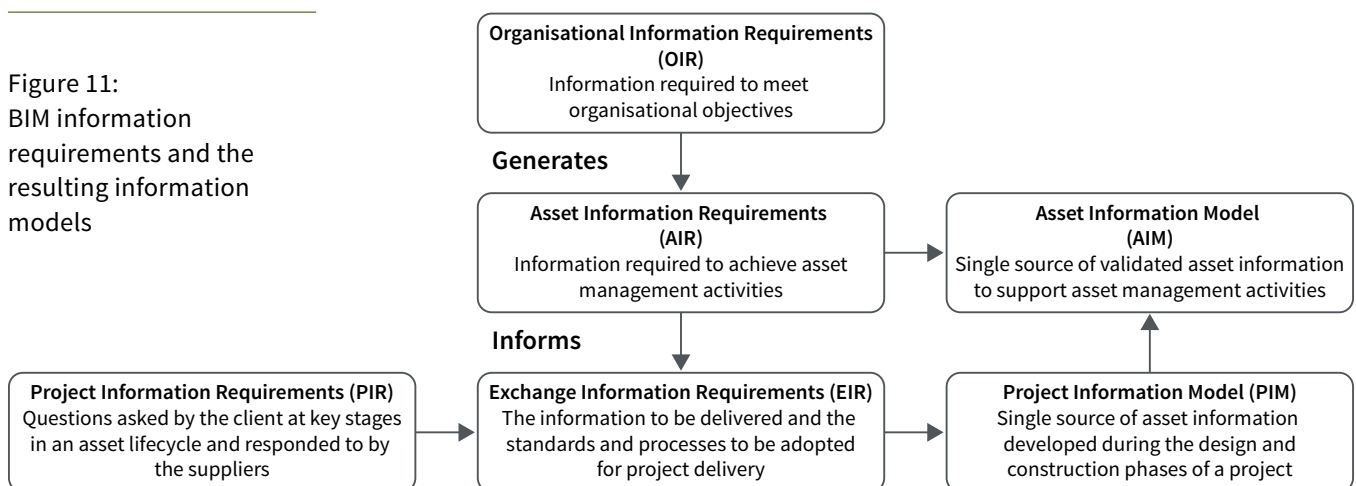 Figure 11:
BIM information
requirements and the
resulting information
models
Organisational Information Requirements
(OIR)
Information required to meet
organisational objectives
Generates
Asset Information Requirements
(AIR)
Information required to achieve asset
management activities
Asset Information Model
(AIM)
Single source of validated asset information
to support asset management activities
Informs
Project Information Requirements (PIR)
Questions asked by the client at key stages
in an asset lifecycle and responded to by
the suppliers
Exchange Information Requirements (EIR)
The information to be delivered and the
standards and processes to be adopted
for project delivery
Project Information Model (PIM)
Single source of asset information
developed during the design and
construction phases of a project